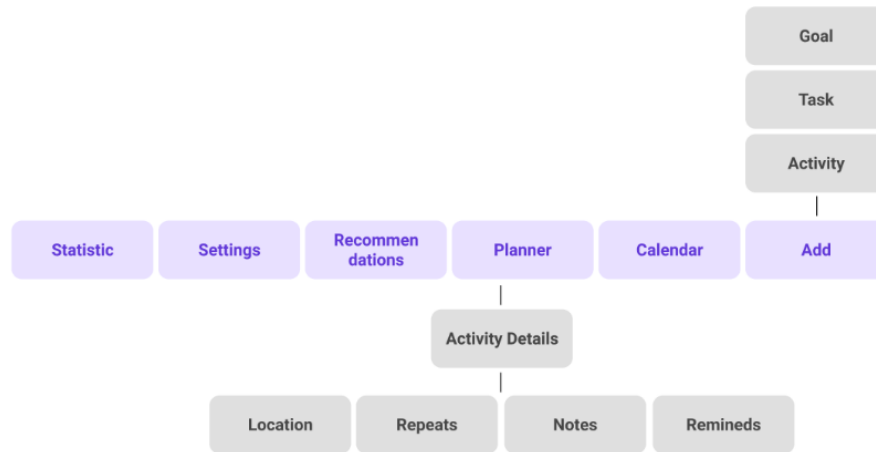 Goal
Task
Activity
Statistic
Settings
Recommen
dations
Planner
Calendar
Add
Activity Details
Location
Repeats
Notes
Remineds